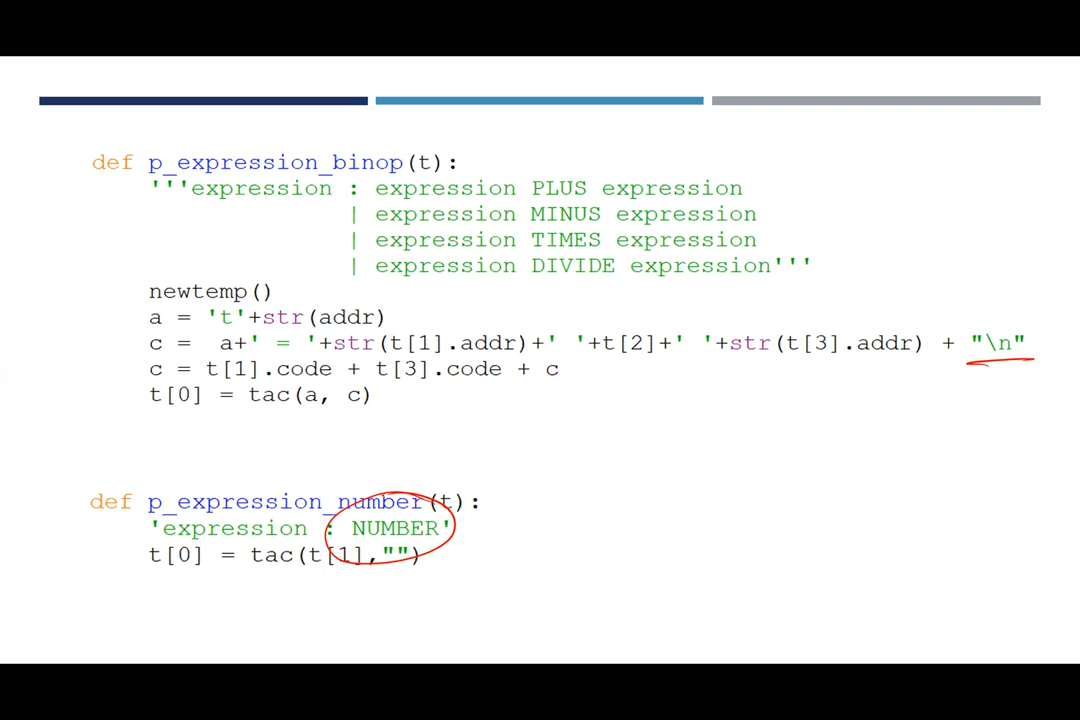 def p_expression_binop(t):
    '''expression : expression PLUS expression
                  | expression MINUS expression
                  | expression TIMES expression
                  | expression DIVIDE expression'''
    newtemp()
    a = 't'+str(addr)
    c =  a+' = '+str(t[1].addr)+' '+t[2]+' '+str(t[3].addr) + "\n"
    c = t[1].code + t[3].code + c
    t[0] = tac(a, c)
def p_expression_number(t):
    'expression : NUMBER'
    t[0] = tac(t[1],"")